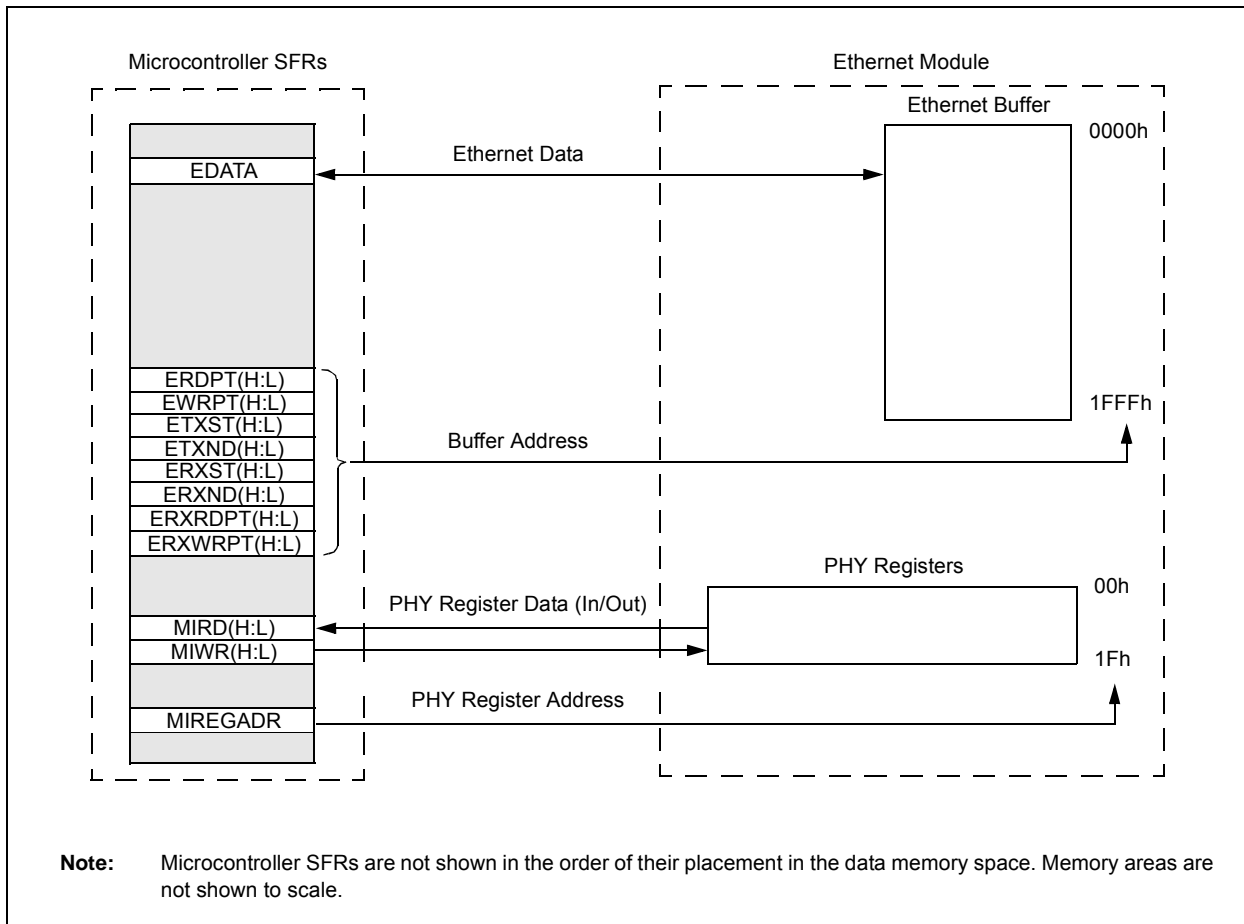 Microcontroller SFRs
Ethernet Module
Ethernet Buffer
0000h
Ethernet Data
EDATA
ERDPT(H:L)
EWRPT(H:L)
ETXST(H:L)
ETXND(H:L)
ERXST(H:L)
ERXND(H:L)
ERXRDPT(H:L)
ERXWRPT(H:L)
1FFFh
Buffer Address
PHY Registers
00h
PHY Register Data (In/Out)
MIRD(H:L)
MIWR(H:L)
1Fh
PHY Register Address
MIREGADR
Note: Microcontroller SFRs are not shown in the order of their placement in the data memory space. Memory areas are
not shown to scale.